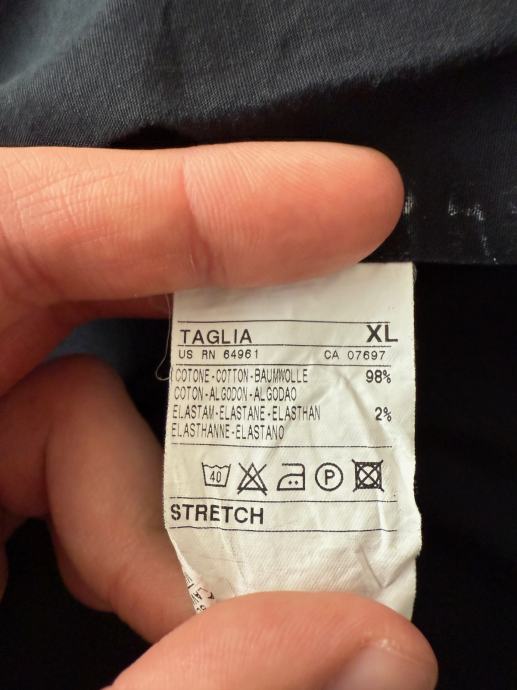 TAGLIA XL
US RN 64961 CA 07697
COTONE-COTTON-BAUMWOLLE 98%
COTON-ALGODON-ALGODAO
ELASTAM-ELASTANE-ELASTHAN 2%
ELASTHANNE-ELASTANO
40 P
STRETCH